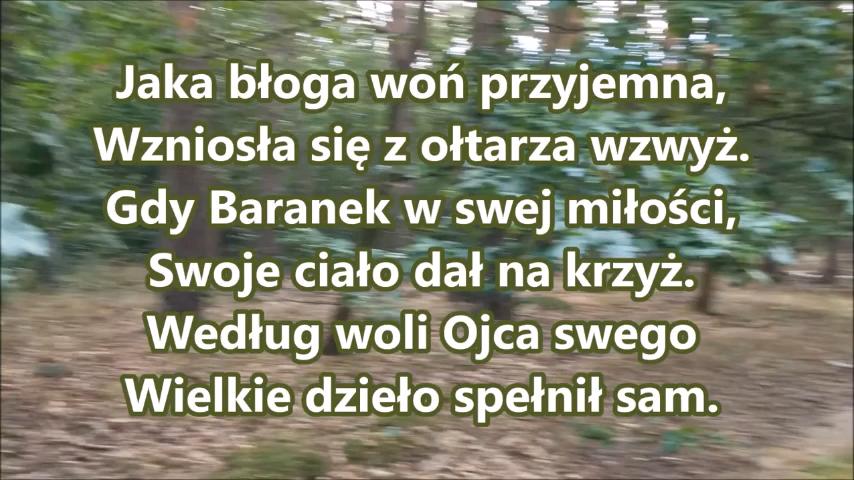 Jaka błoga woń przyjemna,
Wzniosła się z ołtarza wzwyż.
Gdy Baranek w swej miłości,
Swoje ciało dał na krzyż.
Według woli Ojca swego
Wielkie dzieło spełnił sam.